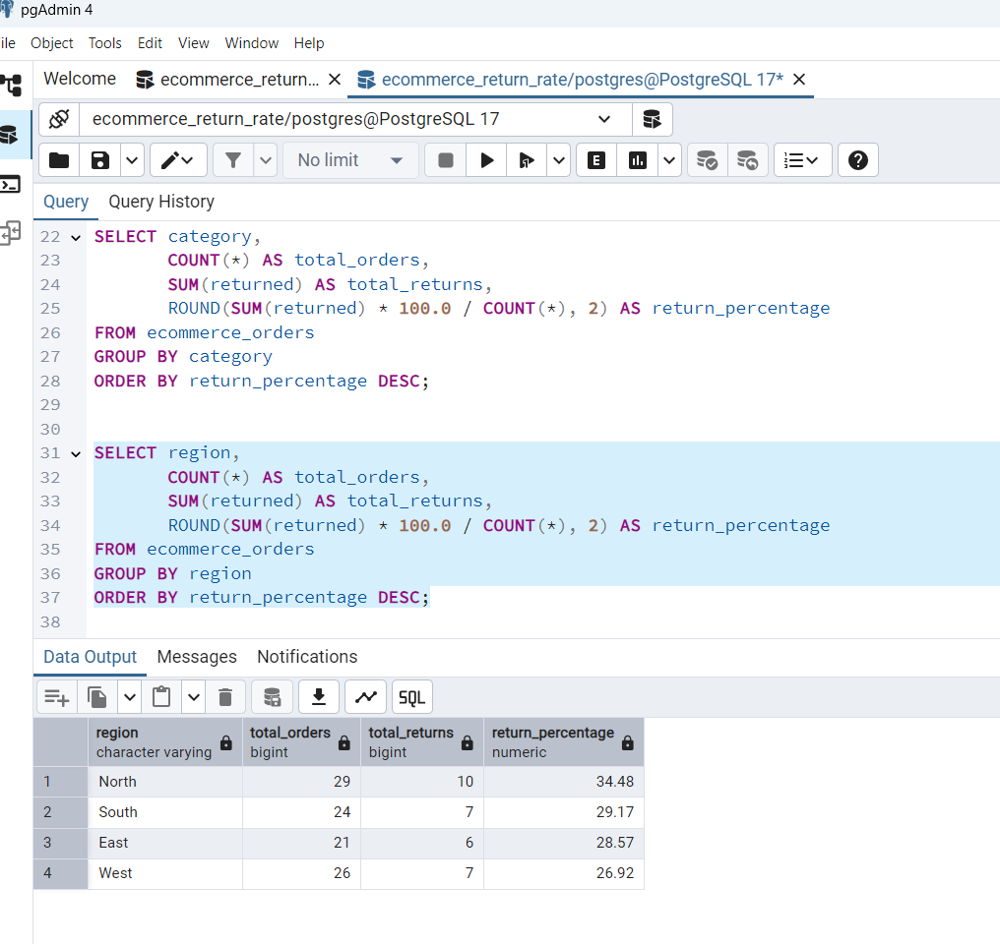 pgAdmin 4
ile Object Tools Edit View Window Help
Welcome ecommerce_return... ecommerce_return_rate/postgres@PostgreSQL 17*
ecommerce_return_rate/postgres@PostgreSQL 17
No limit E
Query Query History
22 SELECT category,
23 COUNT(*) AS total_orders,
24 SUM(returned) AS total_returns,
25 ROUND(SUM(returned) * 100.0 / COUNT(*), 2) AS return_percentage
26 FROM ecommerce_orders
27 GROUP BY category
28 ORDER BY return_percentage DESC;
29
30
31 SELECT region,
32 COUNT(*) AS total_orders,
33 SUM(returned) AS total_returns,
34 ROUND(SUM(returned) * 100.0 / COUNT(*), 2) AS return_percentage
35 FROM ecommerce_orders
36 GROUP BY region
37 ORDER BY return_percentage DESC;
38
Data Output Messages Notifications
SQL
region total_orders total_returns return_percentage
character varying bigint bigint numeric
1 North 29 10 34.48
2 South 24 7 29.17
3 East 21 6 28.57
4 West 26 7 26.92